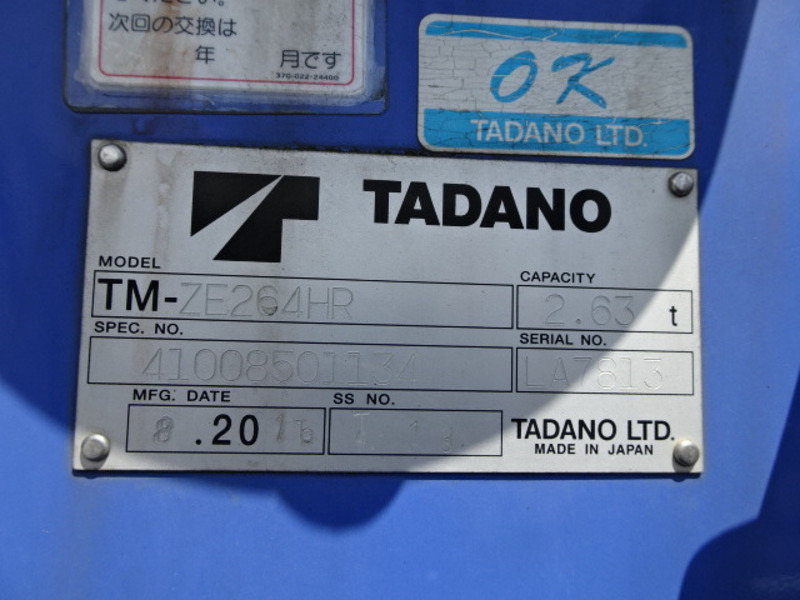 次回の交換は
年 月です
370-022-24400
OK
TADANO LTD.
TADANO
MODEL
TM-ZE264HR
CAPACITY
2.63 t
SPEC. NO.
41008501134
SERIAL NO.
LA7813
MFG. DATE
8.20
SS NO.
TADANO LTD.
MADE IN JAPAN